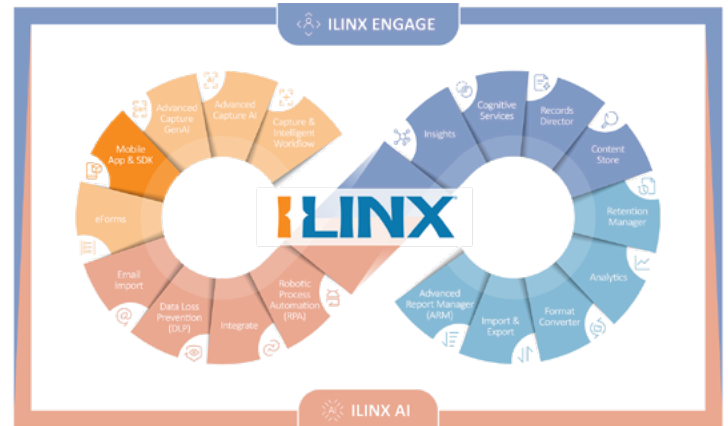 ILINX ENGAGE
Advanced
Capture
GenAI
Advanced
Capture AI
Capture &
Intelligent
Workflow
Mobile
App & SDK
eForms
Email
Import
Data Loss
Prevention
(DLP)
Integrate
Robotic
Process
Automation
(RPA)
ILINX
Insights
Cognitive
Services
Records
Director
Content
Store
Retention
Manager
Analytics
Format
Converter
Import &
Export
Advanced
Report Manager
(ARM)
AI
ILINX AI